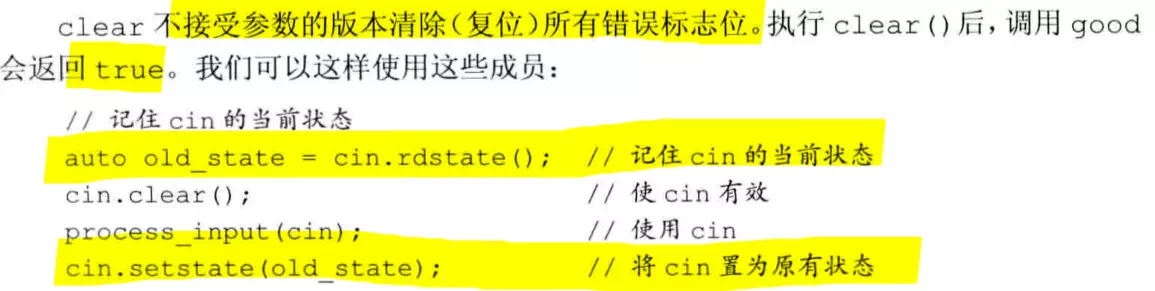 clear 不接受参数的版本清除(复位)所有错误标志位。执行 clear()后,调用 good
会返回 true。我们可以这样使用这些成员:
// 记住 cin 的当前状态
auto old_state = cin.rdstate(); // 记住 cin 的当前状态
cin.clear(); // 使 cin 有效
process_input(cin); // 使用 cin
cin.setstate(old_state); // 将 cin 置为原有状态